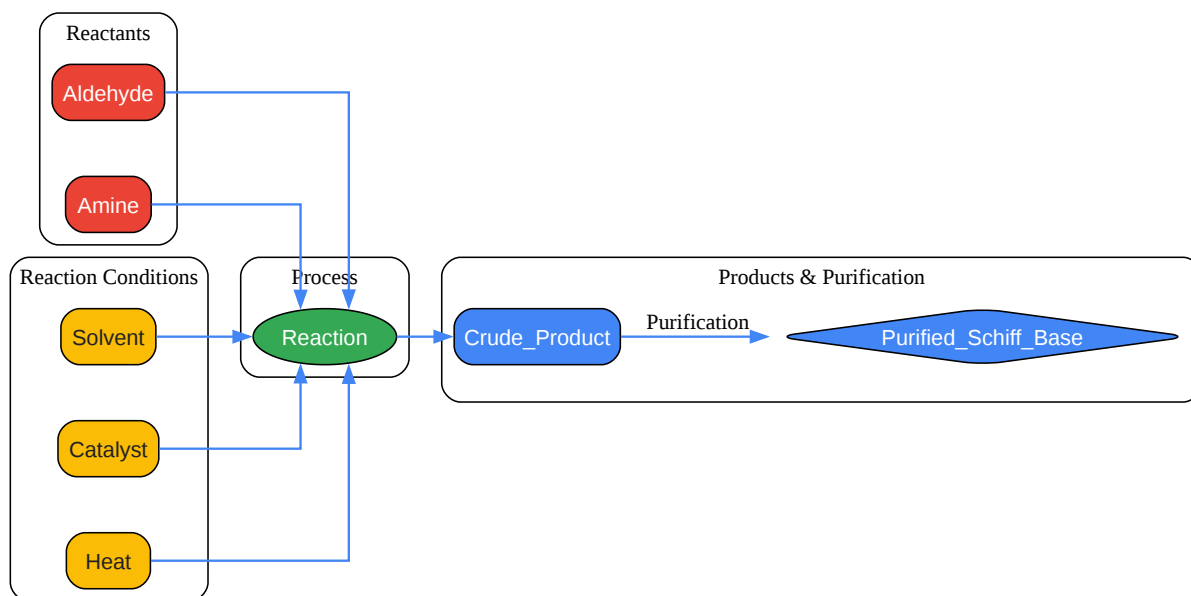 Reactants
Aldehyde
Amine
Reaction Conditions
Solvent
Catalyst
Heat
Process
Reaction
Products & Purification
Crude_Product
Purification
Purified_Schiff_Base